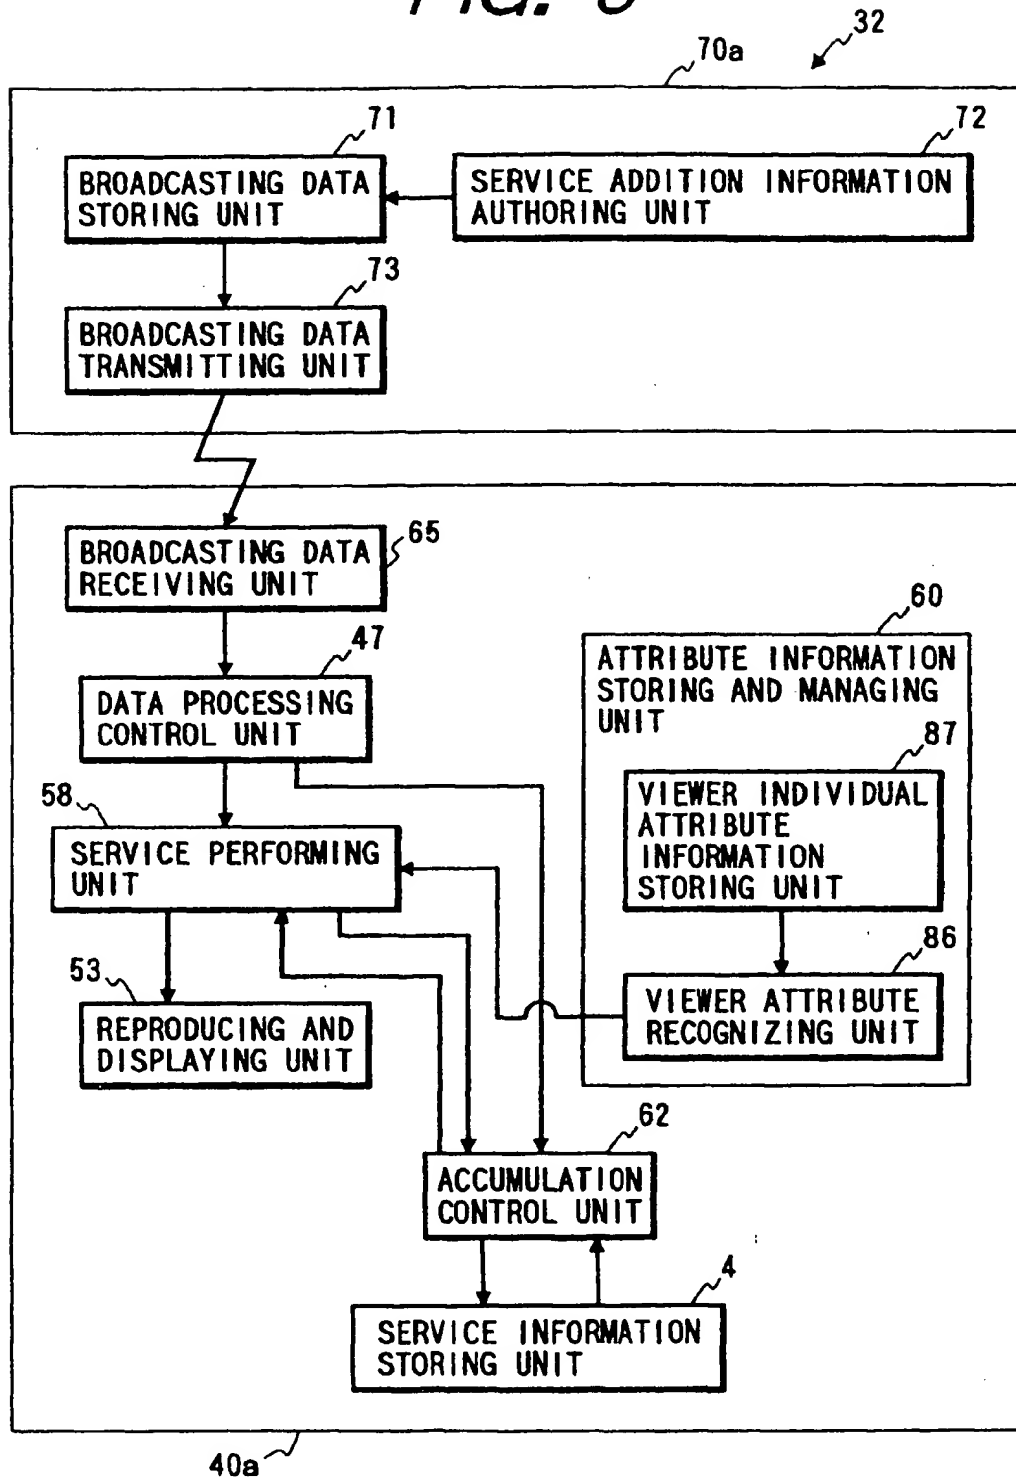 32
70a
71
BROADCASTING DATA
STORING UNIT
72
SERVICE ADDITION INFORMATION
AUTHORING UNIT
73
BROADCASTING DATA
TRANSMITTING UNIT
65
BROADCASTING DATA
RECEIVING UNIT
47
DATA PROCESSING
CONTROL UNIT
60
ATTRIBUTE INFORMATION
STORING AND MANAGING
UNIT
87
VIEWER INDIVIDUAL
ATTRIBUTE
INFORMATION
STORING UNIT
58
SERVICE PERFORMING
UNIT
86
VIEWER ATTRIBUTE
RECOGNIZING UNIT
53
REPRODUCING AND
DISPLAYING UNIT
62
ACCUMULATION
CONTROL UNIT
4
SERVICE INFORMATION
STORING UNIT
40a